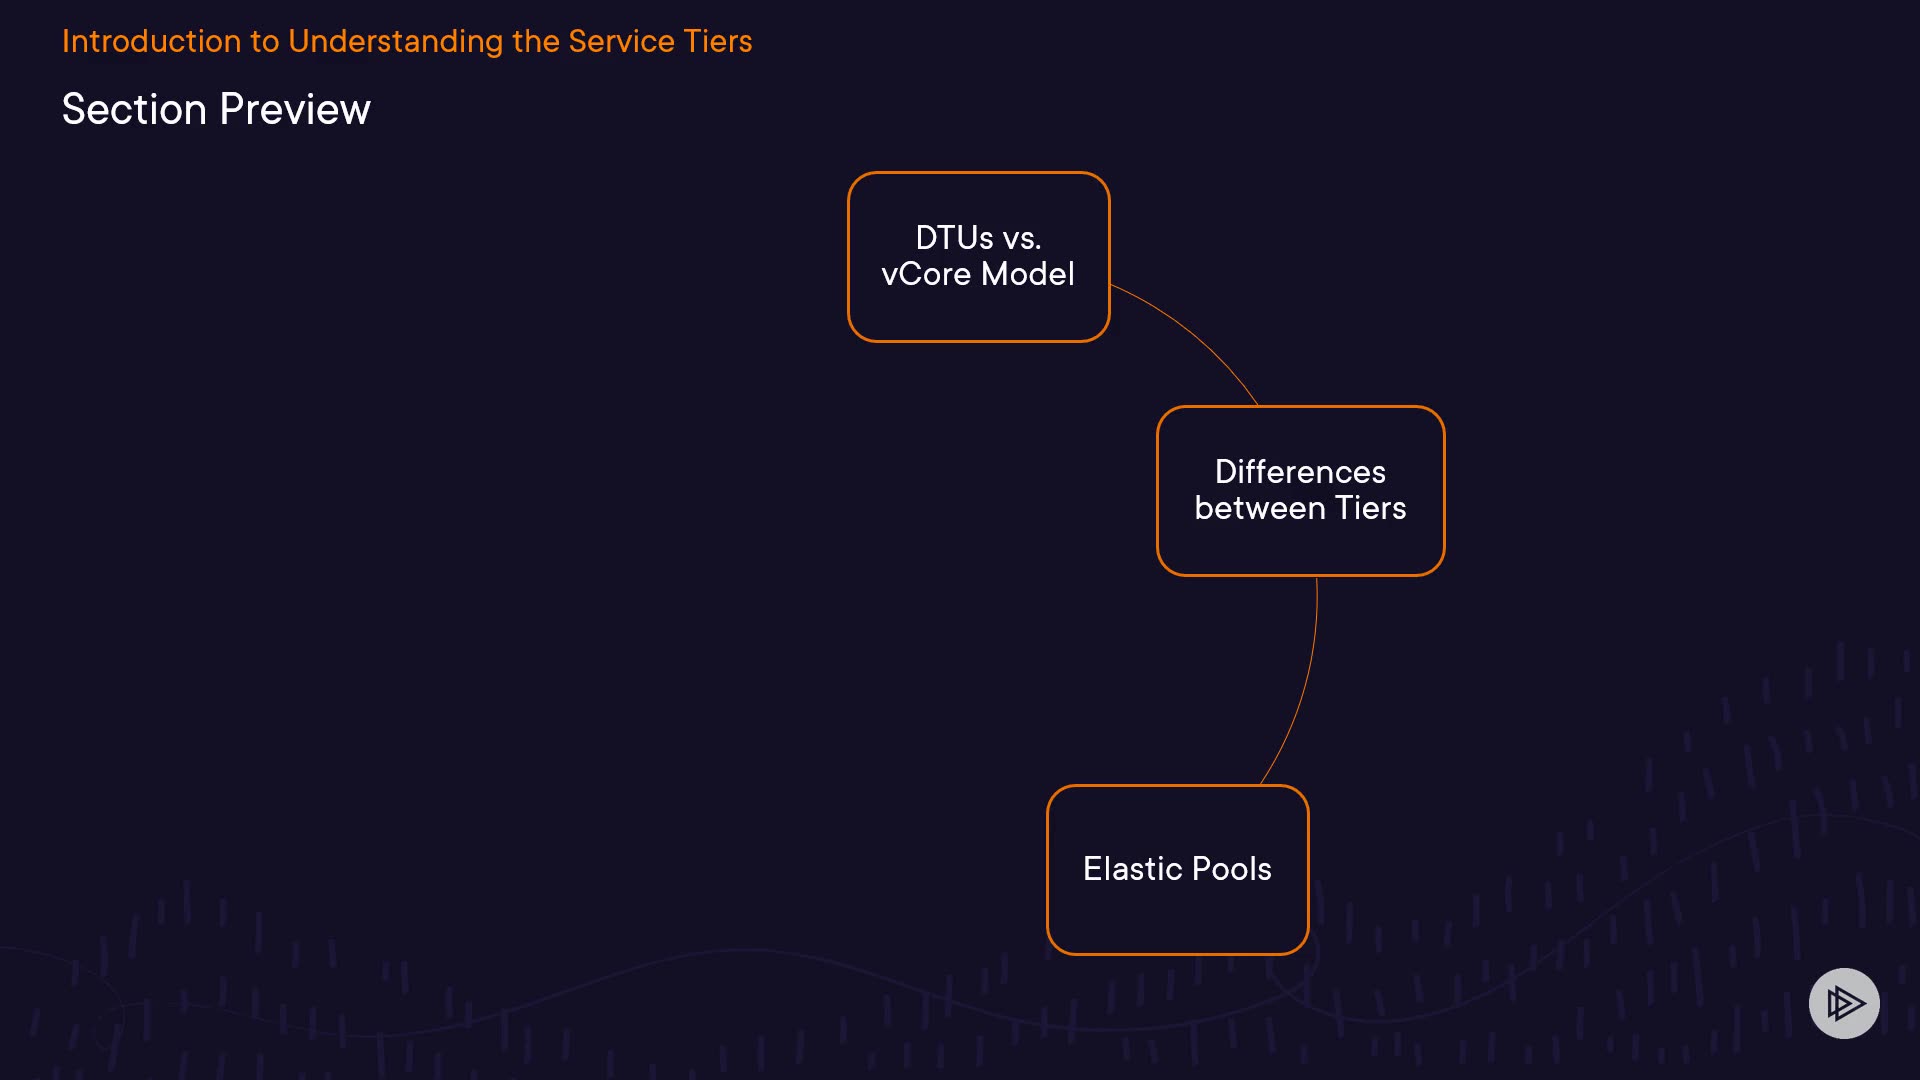 Introduction to Understanding the Service Tiers
Section Preview
DTUs vs.
vCore Model
Differences
between Tiers
Elastic Pools